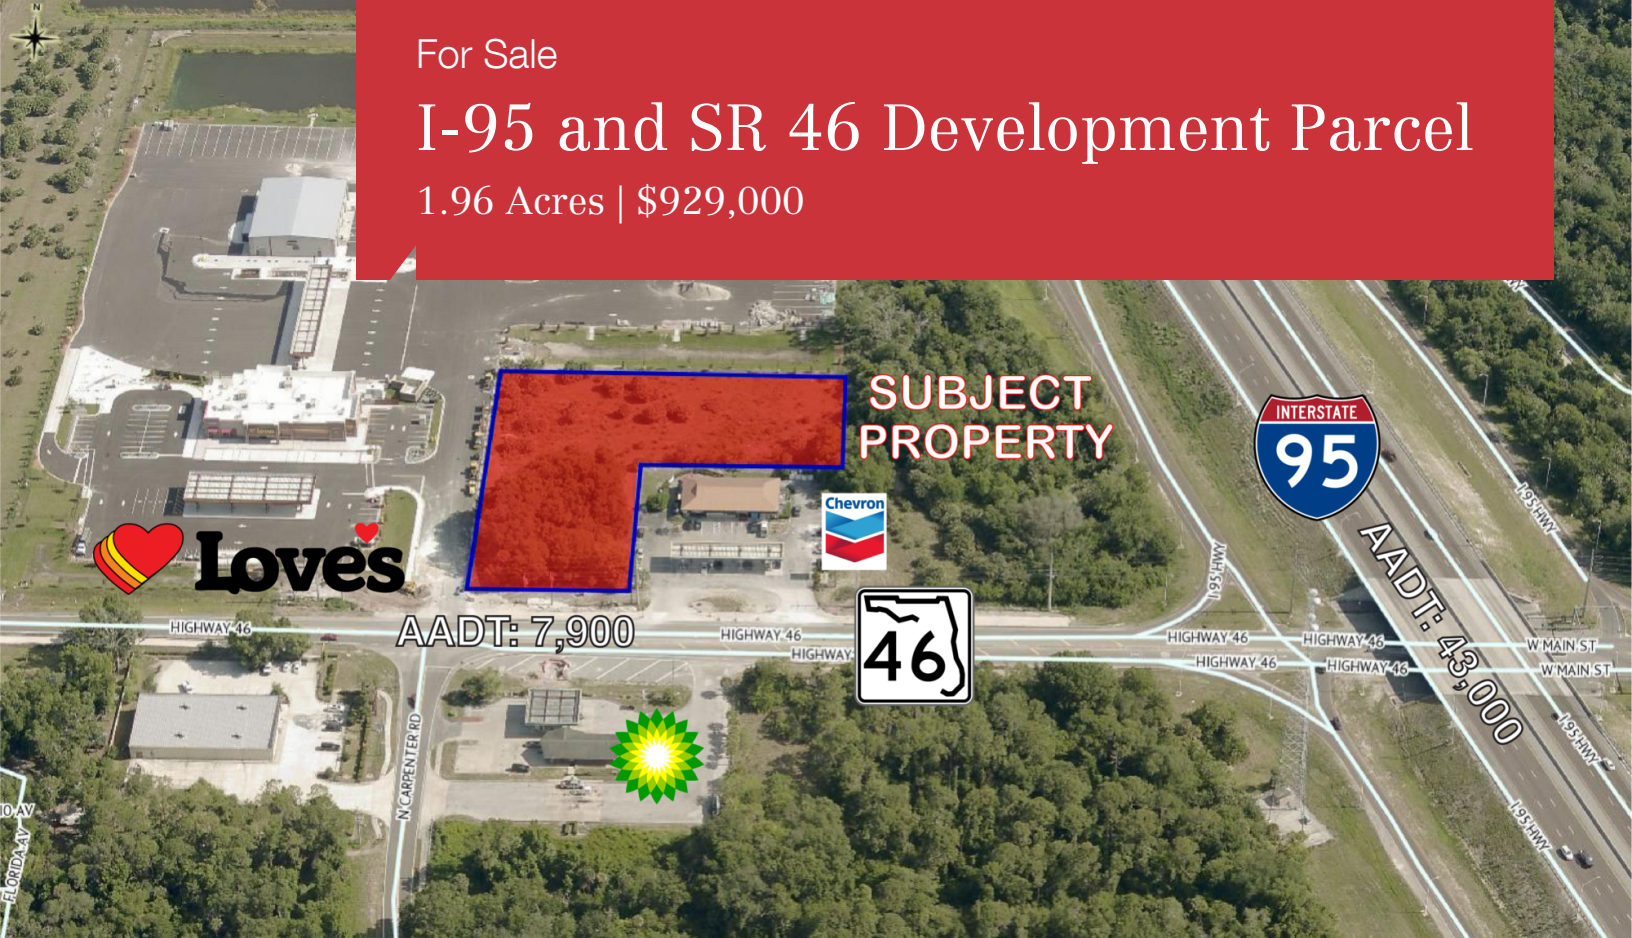 N
For Sale
I-95 and SR 46 Development Parcel
1.96 Acres | $929,000
SUBJECT
PROPERTY
INTERSTATE
95
I-95 HWY
Chevron
Love's
AADT: 43,000
I 95 HWY
46
HIGHWAY 46
AADT: 7,900
HIGHWAY 46
HIGHWAY
HIGHWAY 46
HIGHWAY 46
HIGHWAY 46
HIGHWAY 46
W MAIN ST
W MAIN ST
N CARPENTER RD
I-95 HWY
I-95 HWY
AV
FLORIDA AV